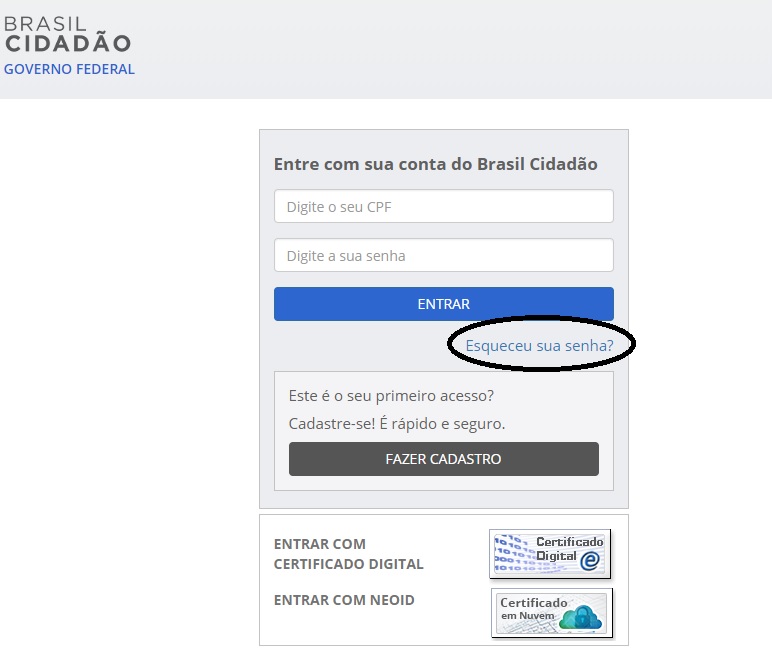 BRASIL
CIDADÃO
GOVERNO FEDERAL
Entre com sua conta do Brasil Cidadão
Digite o seu CPF
Digite a sua senha
ENTRAR
Esqueceu sua senha?
Este é o seu primeiro acesso?
Cadastre-se! É rápido e seguro.
FAZER CADASTRO
ENTRAR COM
CERTIFICADO DIGITAL
Certificado
Digital
ENTRAR COM NEOID
Certificado
em Nuvem